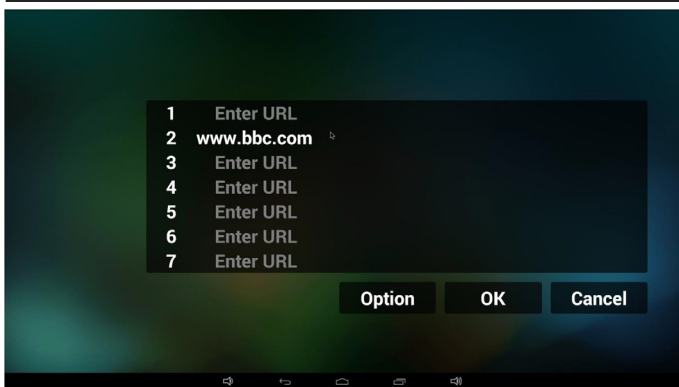 1 Enter URL
2 www.bbc.com
3 Enter URL
4 Enter URL
5 Enter URL
6 Enter URL
7 Enter URL
Option OK Cancel